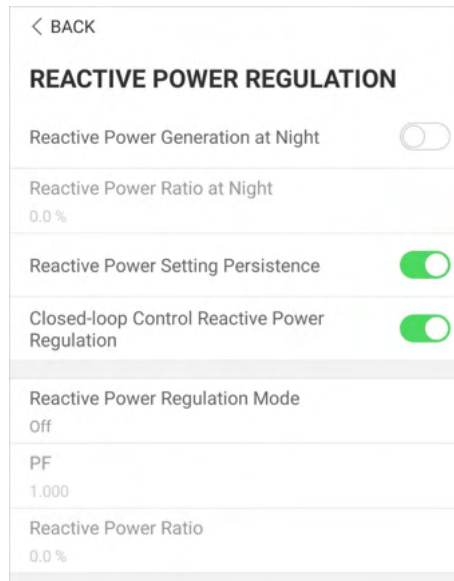 < BACK
REACTIVE POWER REGULATION
Reactive Power Generation at Night
Reactive Power Ratio at Night
0.0 %
Reactive Power Setting Persistence
Closed-loop Control Reactive Power
Regulation
Reactive Power Regulation Mode
Off
PF
1.000
Reactive Power Ratio
0.0 %